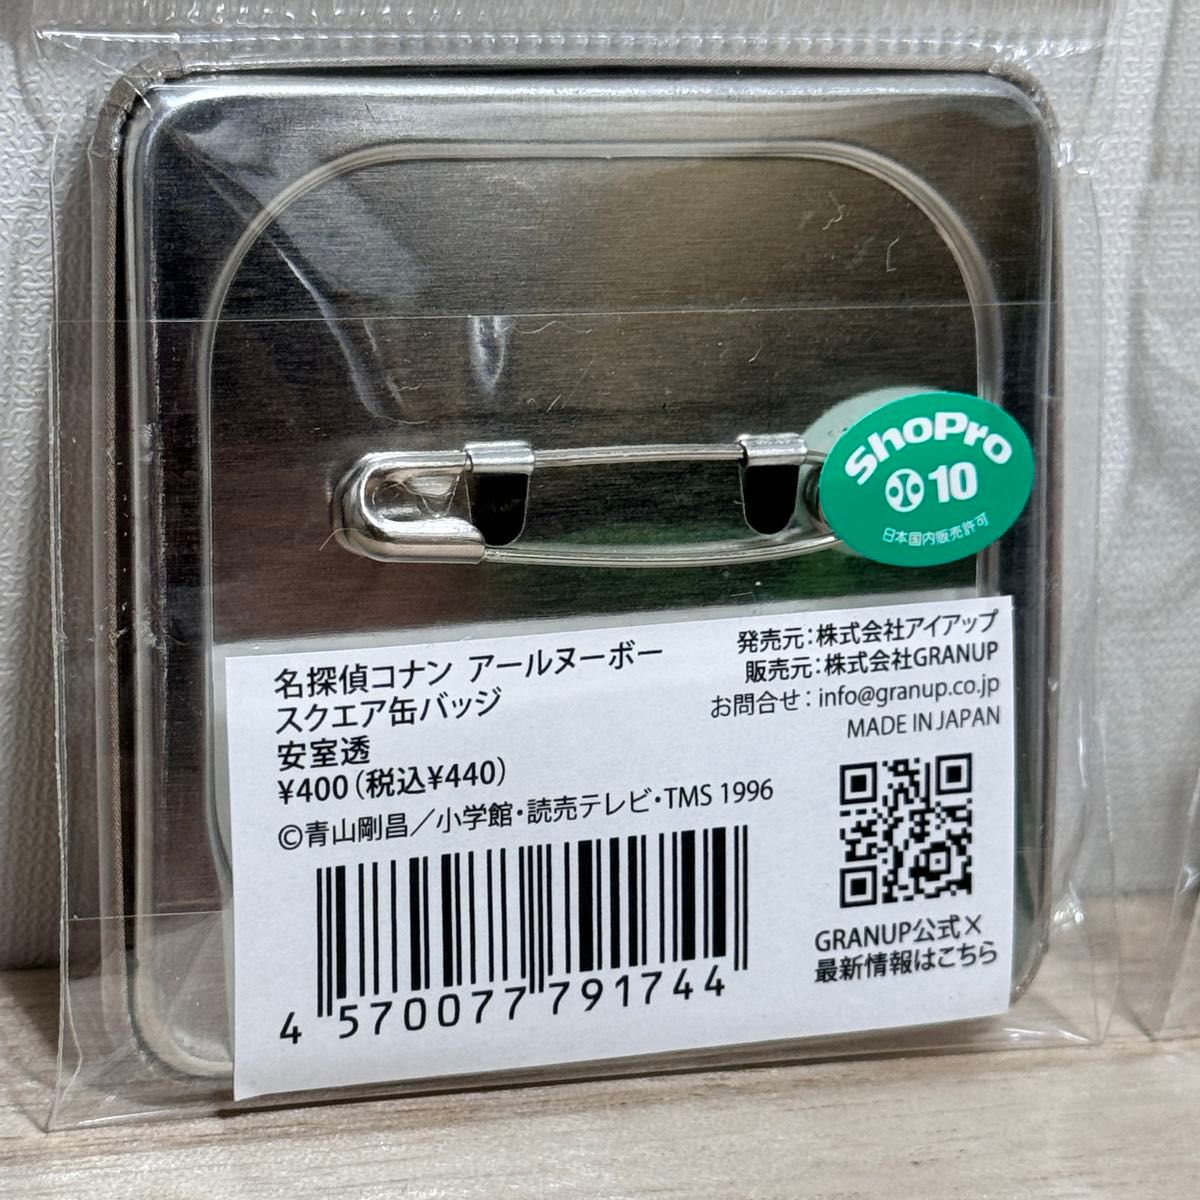 ShoPro
10
日本国内販売許可
名探偵コナン アールヌーボー
スクエア缶バッジ
安室透
¥400(税込¥440)
©青山剛昌／小学館・読売テレビ・TMS 1996
4 570077 791744
発売元：株式会社アイアップ
販売元：株式会社GRANUP
お問合せ：info@granup.co.jp
MADE IN JAPAN
GRANUP公式X
最新情報はこちら